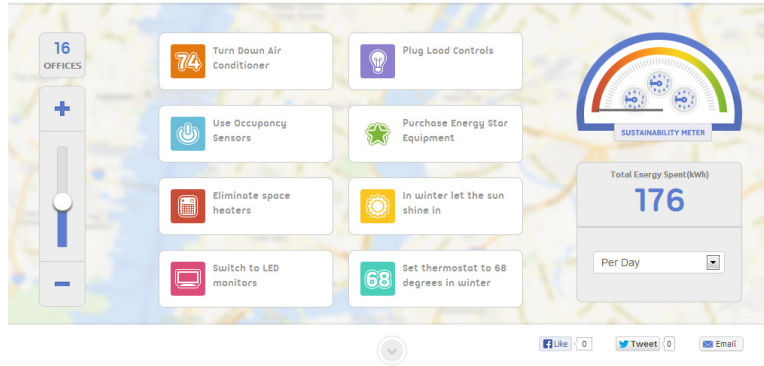 16
OFFICES
74
Turn Down Air
Conditioner
Plug Load Controls
Use Occupancy
Sensors
Purchase Energy Star
Equipment
Eliminate space
heaters
In winter let the sun
shine in
Switch to LED
monitors
68
Set thermostat to 68
degrees in winter
SUSTAINABILITY METER
Total Energy Spent(kWh)
176
Per Day
Like
0
Tweet
0
Email